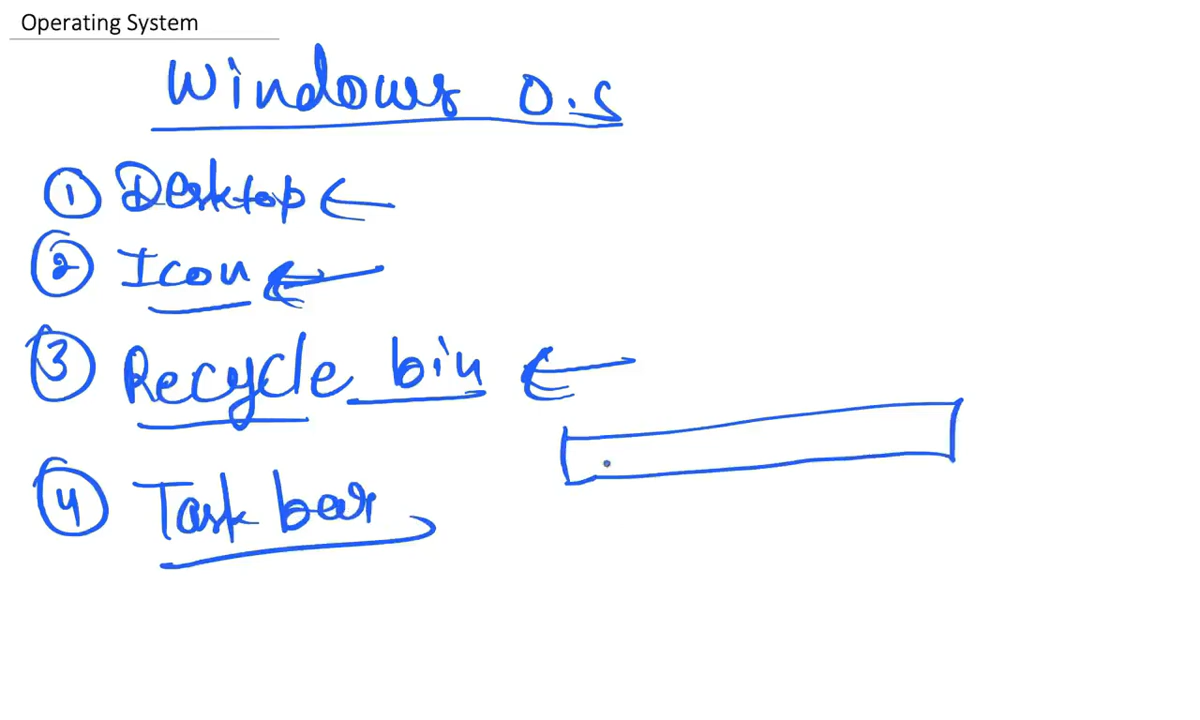 Operating System
Windows O.S
① Desktop
② Icon
③ Recycle bin
④ Task bar